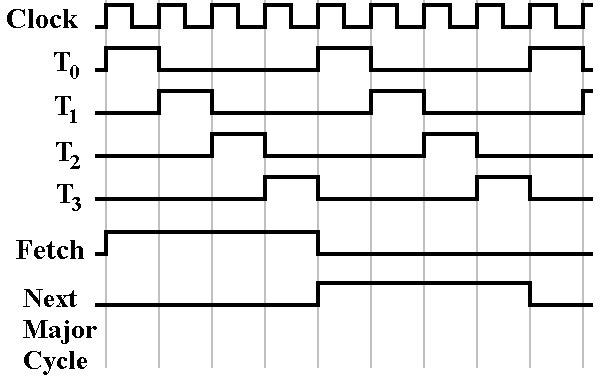 Clock
T0
T1
T2
T3
Fetch
Next
Major
Cycle